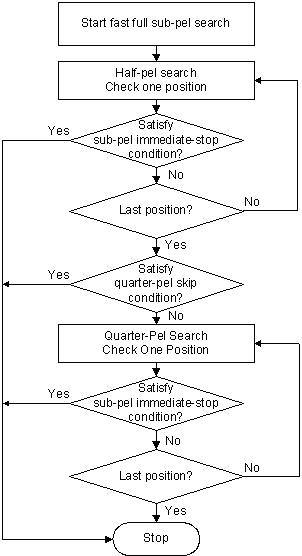 Start fast full sub-pel search
Half-pel search
Check one position
Yes
Satisfy
sub-pel immediate-stop
condition?
No
Last position?
No
Yes
Yes
Satisfy
quarter-pel skip
condition?
No
Quarter-Pel Search
Check One Position
Yes
Satisfy
sub-pel immediate-stop
condition?
No
Last position?
No
Yes
Stop